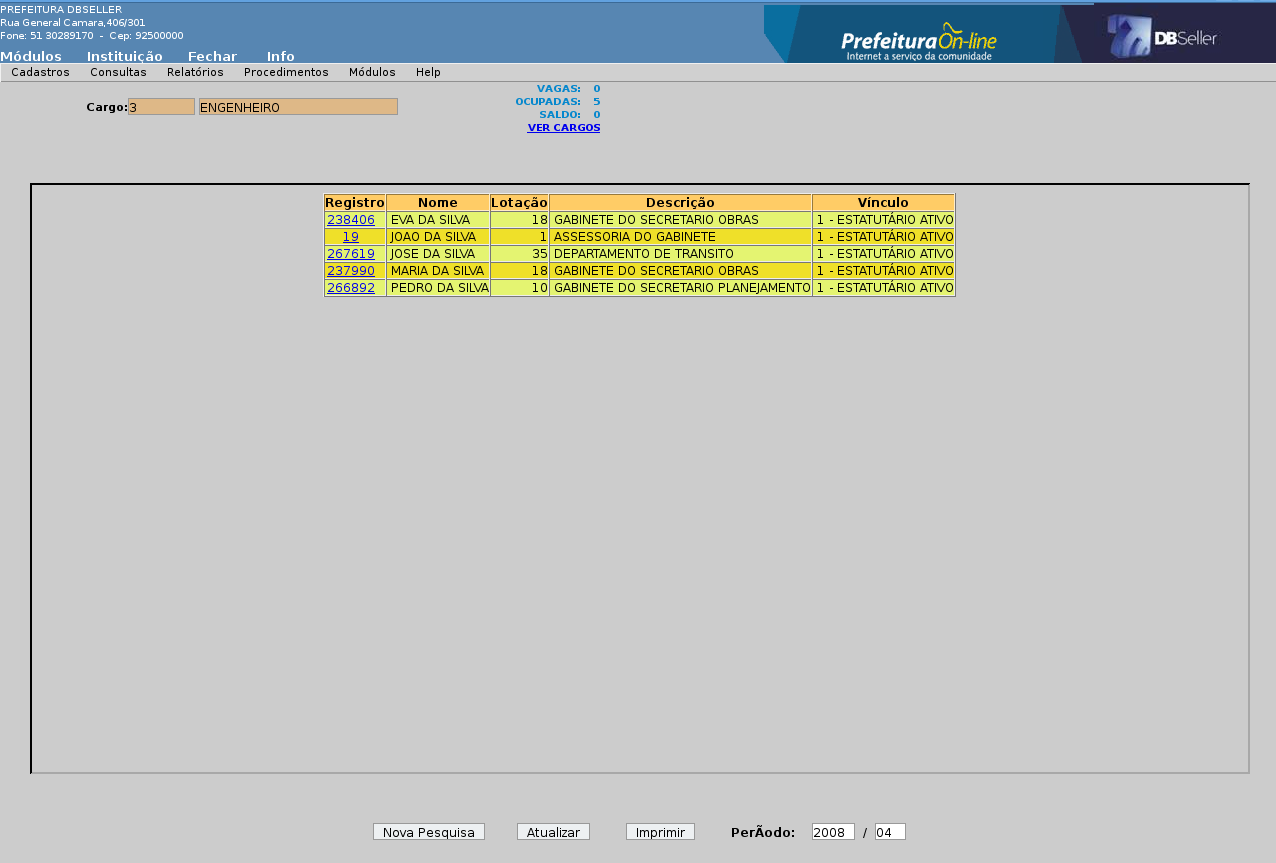 PREFEITURA DBSELLER
Rua General Camara,406/301
Fone: 51 30289170 - Cep: 92500000
Módulos Instituição Fechar Info
Prefeitura On-line
Internet a serviço da comunidade
DBSeller
Cadastros Consultas Relatórios Procedimentos Módulos Help
Cargo: 3 ENGENHEIRO
VAGAS: 0
OCUPADAS: 5
SALDO: 0
VER CARGOS
Registro Nome Lotação Descrição Vínculo
238406 EVA DA SILVA 18 GABINETE DO SECRETARIO OBRAS 1 - ESTATUTÁRIO ATIVO
19 JOAO DA SILVA 1 ASSESSORIA DO GABINETE 1 - ESTATUTÁRIO ATIVO
267619 JOSE DA SILVA 35 DEPARTAMENTO DE TRANSITO 1 - ESTATUTÁRIO ATIVO
237990 MARIA DA SILVA 18 GABINETE DO SECRETARIO OBRAS 1 - ESTATUTÁRIO ATIVO
266892 PEDRO DA SILVA 10 GABINETE DO SECRETARIO PLANEJAMENTO 1 - ESTATUTÁRIO ATIVO
Nova Pesquisa Atualizar Imprimir PerÃodo: 2008 / 04